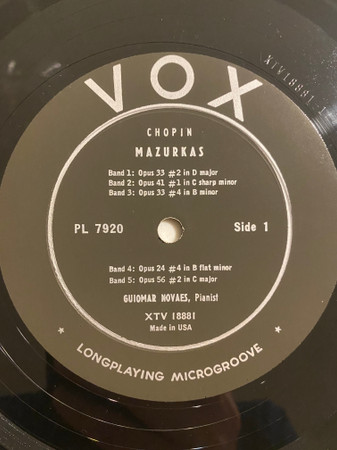 VOX
CHOPIN
MAZURKAS
Band 1: Opus 33 #2 in D major
Band 2: Opus 41 #1 in C sharp minor
Band 3: Opus 33 #4 in B minor
PL 7920 Side 1
Band 4: Opus 24 #4 in B flat minor
Band 5: Opus 56 #2 in C major
GUIOMAR NOVAES, Pianist
XTV 18881
Made in USA
* LONGPLAYING MICROGROOVE *
XTV18881